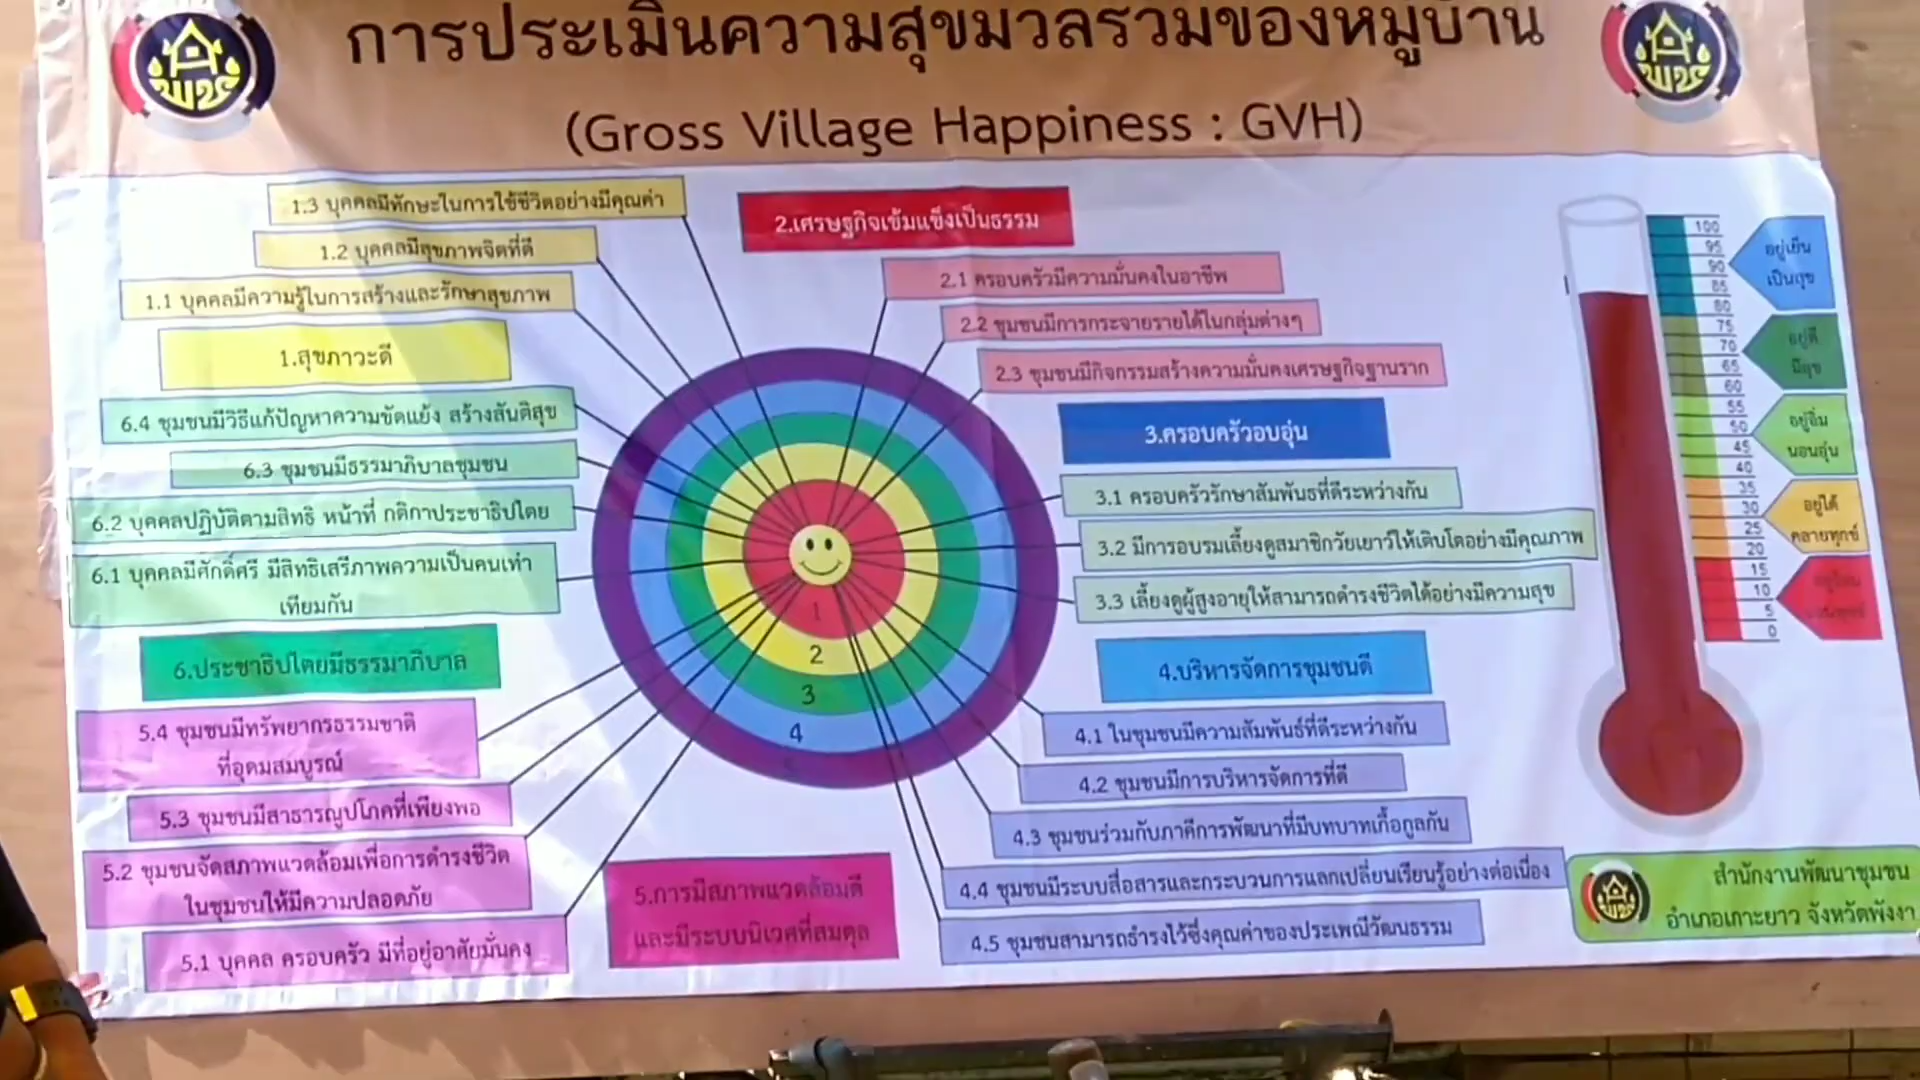 การประเมินความสุขมวลรวมของหมู่บ้าน
(Gross Village Happiness : GVH)
พช
พช
1.3 บุคคลมีทักษะในการใช้ชีวิตอย่างมีคุณค่า
1.2 บุคคลมีสุขภาพจิตที่ดี
1.1 บุคคลมีความรู้ในการสร้างและรักษาสุขภาพ
1.สุขภาวะดี
6.4 ชุมชนมีวิธีแก้ปัญหาความขัดแย้ง สร้างสันติสุข
6.3 ชุมชนมีธรรมาภิบาลชุมชน
6.2 บุคคลปฏิบัติตามสิทธิ หน้าที่ กติกาประชาธิปไตย
6.1 บุคคลมีศักดิ์ศรี มีสิทธิเสรีภาพความเป็นคนเท่า
เทียมกัน
6.ประชาธิปไตยมีธรรมาภิบาล
5.4 ชุมชนมีทรัพยากรธรรมชาติ
ที่อุดมสมบูรณ์
5.3 ชุมชนมีสาธารณูปโภคที่เพียงพอ
5.2 ชุมชนจัดสภาพแวดล้อมเพื่อการดำรงชีวิต
ในชุมชนให้มีความปลอดภัย
5.1 บุคคล ครอบครัว มีที่อยู่อาศัยมั่นคง
5.การมีสภาพแวดล้อมดี
และมีระบบนิเวศที่สมดุล
1
2
3
4
2.เศรษฐกิจเข้มแข็งเป็นธรรม
2.1 ครอบครัวมีความมั่นคงในอาชีพ
2.2 ชุมชนมีการกระจายรายได้ในกลุ่มต่างๆ
2.3 ชุมชนมีกิจกรรมสร้างความมั่นคงเศรษฐกิจฐานราก
3.ครอบครัวอบอุ่น
3.1 ครอบครัวรักษาสัมพันธที่ดีระหว่างกัน
3.2 มีการอบรมเลี้ยงดูสมาชิกวัยเยาว์ให้เติบโตอย่างมีคุณภาพ
3.3 เลี้ยงดูผู้สูงอายุให้สามารถดำรงชีวิตได้อย่างมีความสุข
4.บริหารจัดการชุมชนดี
4.1 ในชุมชนมีความสัมพันธ์ที่ดีระหว่างกัน
4.2 ชุมชนมีการบริหารจัดการที่ดี
4.3 ชุมชนร่วมกับภาคีการพัฒนาที่มีบทบาทเกื้อกูลกัน
4.4 ชุมชนมีระบบสื่อสารและกระบวนการแลกเปลี่ยนเรียนรู้อย่างต่อเนื่อง
4.5 ชุมชนสามารถธำรงไว้ซึ่งคุณค่าของประเพณีวัฒนธรรม
100
95
90
85
80
75
70
65
60
55
50
45
40
35
30
25
20
15
10
5
0
อยู่เย็น
เป็นสุข
อยู่ดี
มีสุข
อยู่อิ่ม
นอนอุ่น
อยู่ได้
คลายทุกข์
สำนักงานพัฒนาชุมชน
อำเภอเกาะยาว จังหวัดพังงา
พช